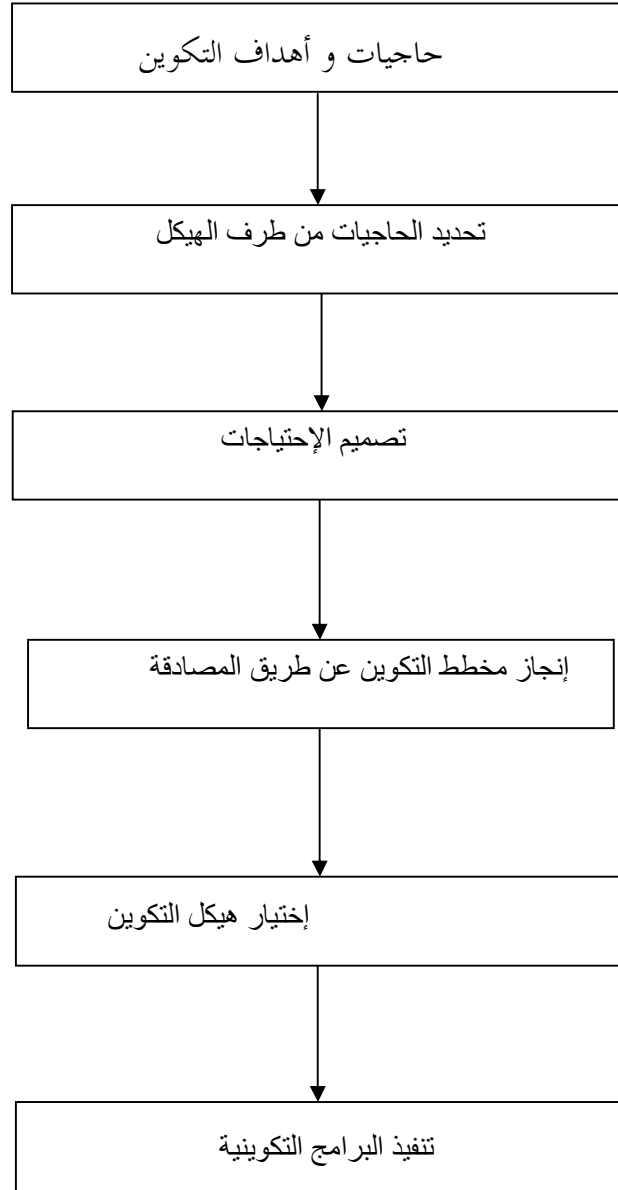 حاجيات و أهداف التكوين
تحديد الحاجيات من طرف الهيكل
تصميم الإحتياجات
إنجاز مخطط التكوين عن طريق المصادقة
إختيار هيكل التكوين
تنفيذ البرامج التكوينية